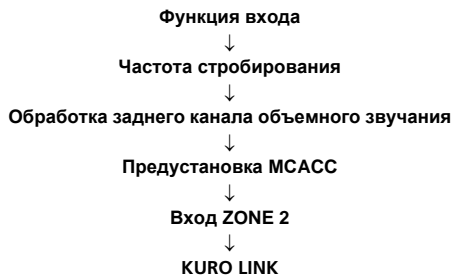 Функция входа
↓
Частота стробирования
↓
Обработка заднего канала объемного звучания
↓
Предустановка MCACC
↓
Вход ZONE 2
↓
KURO LINK